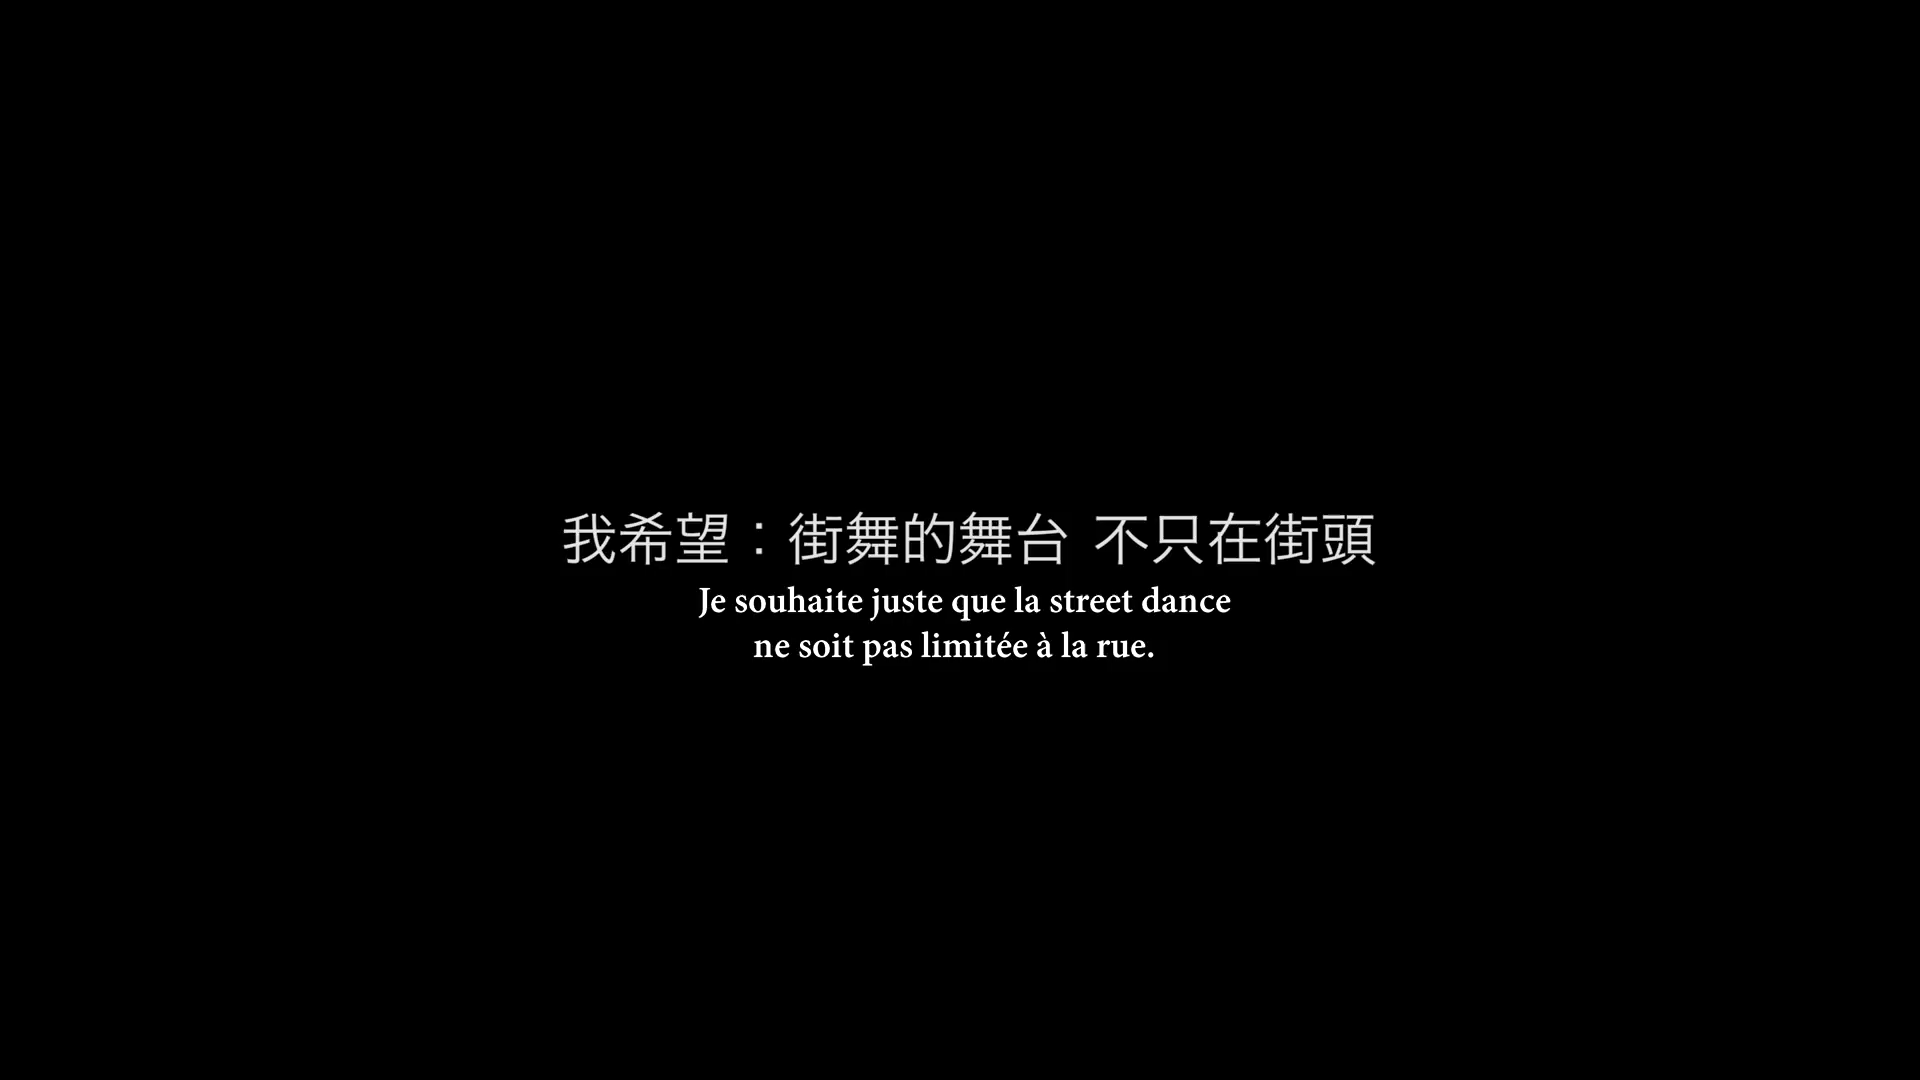 我希望：街舞的舞台 不只在街頭
Je souhaite juste que la street dance
ne soit pas limitée à la rue.